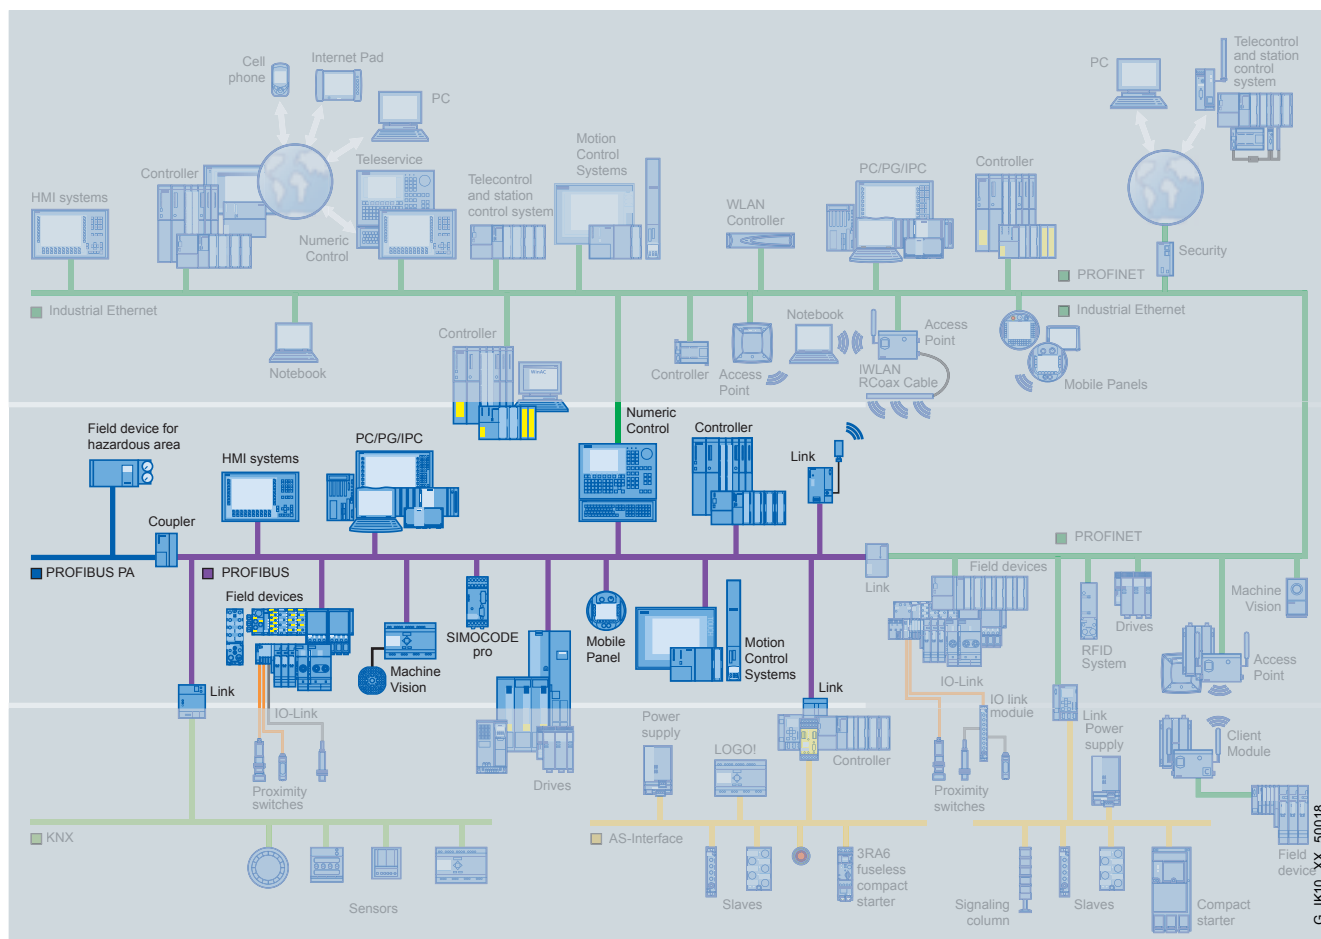 Cell
phone
Internet Pad
PC
Controller
HMI systems
Teleservice
Numeric
Control
Telecontrol
and station
control system
Motion
Control
Systems
WLAN
Controller
PC/PG/IPC
Controller
PC
Telecontrol
and station
control
system
Security
PROFINET
Industrial Ethernet
Industrial Ethernet
Notebook
Controller
WinAC
Controller
Access
Point
Notebook
Access
Point
IWLAN
RCoax Cable
Mobile Panels
Field device for
hazardous area
HMI systems
PC/PG/IPC
Numeric
Control
Controller
Link
Coupler
PROFIBUS PA
PROFIBUS
PROFINET
Link
Field devices
SIMOCODE
pro
Machine
Vision
Mobile
Panel
Motion
Control
Systems
Link
Link
IO-Link
Field devices
IO-Link
RFID
System
Drives
Machine
Vision
Access
Point
IO link
module
Link
Power
supply
Client
Module
Proximity
switches
Drives
Power
supply
LOGO!
Controller
Proximity
switches
KNX
AS-Interface
Sensors
Slaves
3RA6
fuseless
compact
starter
Signaling
column
Slaves
Compact
starter
Field
device
G_IK10_XX_50018